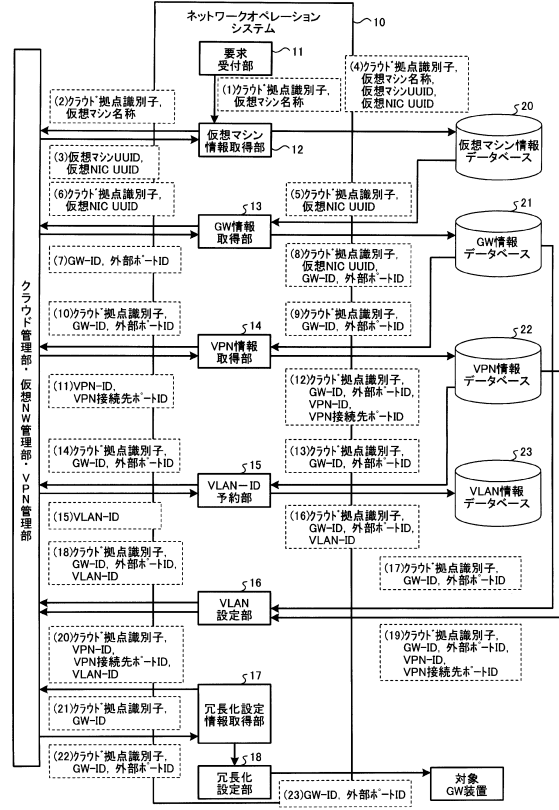 ネットワークオペレーション
システム
10
要求
受付部
11
(1)クラウド拠点識別子,
仮想マシン名称
(2)クラウド拠点識別子,
仮想マシン名称
(4)クラウド拠点識別子,
仮想マシン名称,
仮想マシンUUID,
仮想NIC UUID
20
仮想マシン
情報取得部
12
仮想マシン情報
データベース
(3)仮想マシンUUID,
仮想NIC UUID
(6)クラウド拠点識別子,
仮想NIC UUID
(5)クラウド拠点識別子,
仮想NIC UUID
13
GW情報
取得部
21
GW情報
データベース
(7)GW-ID, 外部ポートID
(8)クラウド拠点識別子,
仮想NIC UUID,
GW-ID, 外部ポートID
(10)クラウド拠点識別子,
GW-ID, 外部ポートID
(9)クラウド拠点識別子,
GW-ID, 外部ポートID
14
VPN情報
取得部
22
VPN情報
データベース
(11)VPN-ID,
VPN接続先ポートID
(12)クラウド拠点識別子,
GW-ID, 外部ポートID,
VPN-ID,
VPN接続先ポートID
(14)クラウド拠点識別子,
GW-ID, 外部ポートID
(13)クラウド拠点識別子,
GW-ID, 外部ポートID
15
VLAN-ID
予約部
23
VLAN情報
データベース
(15)VLAN-ID
(16)クラウド拠点識別子,
GW-ID, 外部ポートID,
VLAN-ID
(18)クラウド拠点識別子,
GW-ID, 外部ポートID,
VLAN-ID
(17)クラウド拠点識別子,
GW-ID, 外部ポートID
16
VLAN
設定部
(20)クラウド拠点識別子,
VPN-ID,
VPN接続先ポートID,
VLAN-ID
(19)クラウド拠点識別子,
GW-ID, 外部ポートID,
VPN-ID,
VPN接続先ポートID
17
冗長化設定
情報取得部
(21)クラウド拠点識別子,
GW-ID
(22)クラウド拠点識別子,
GW-ID, 外部ポートID
18
冗長化
設定部
(23)GW-ID, 外部ポートID
対象
GW装置
クラウド管理部・仮想NW管理部・VPN管理部